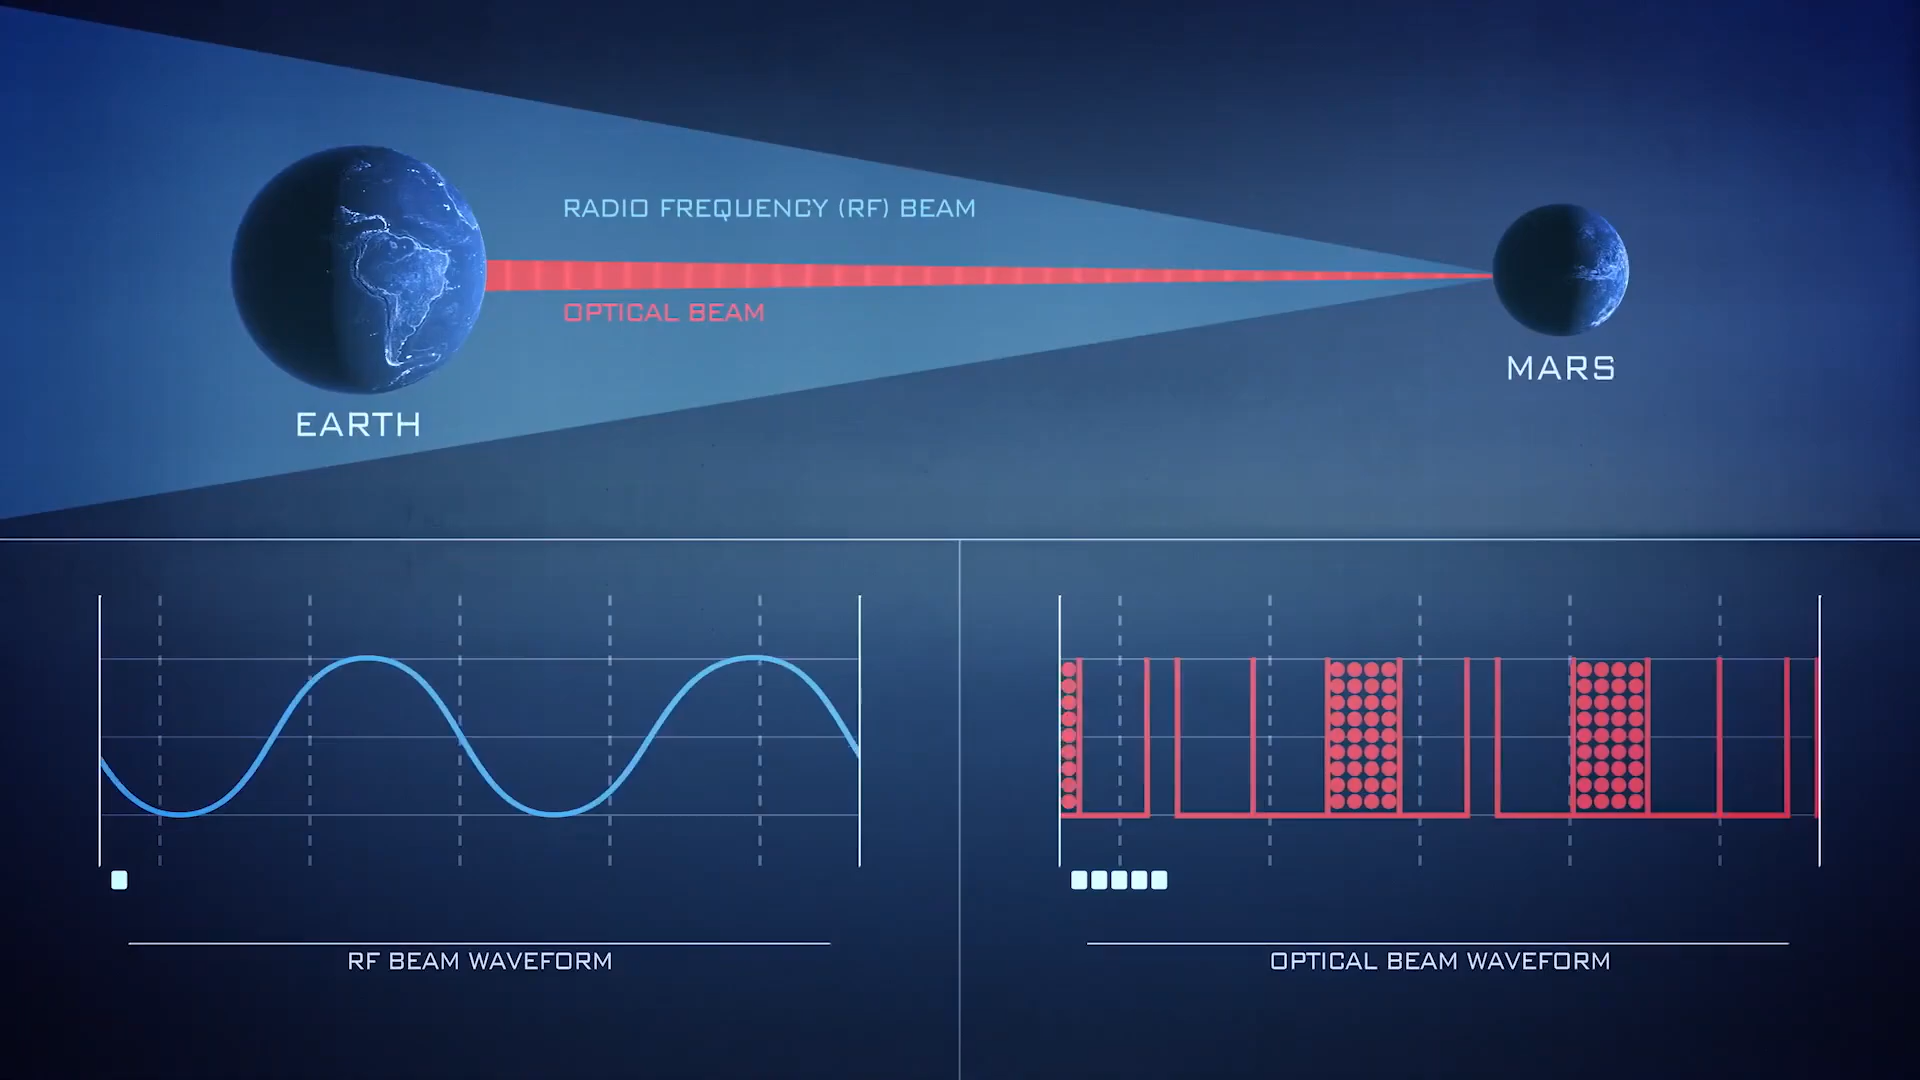 RADIO FREQUENCY (RF) BEAM
OPTICAL BEAM
MARS
EARTH
RF BEAM WAVEFORM
OPTICAL BEAM WAVEFORM